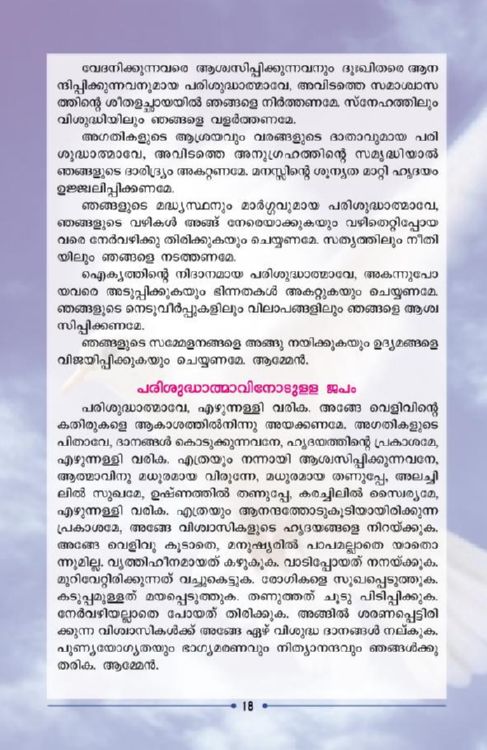 വേദനിക്കുന്നവരെ ആശ്വസിപ്പിക്കുന്നവനും ദുഃഖിതരെ ആന
ന്ദിപ്പിക്കുന്നവനുമായ പരിശുദ്ധാത്മാവേ, അവിടത്തെ സമാശ്വാസ
ത്തിന്റെ ശീതളച്ഛായയിൽ ഞങ്ങളെ നിർത്തണമേ. സ്നേഹത്തിലും
വിശുദ്ധിയിലും ഞങ്ങളെ വളർത്തണമേ.
അഗതികളുടെ ആശ്രയവും വരങ്ങളുടെ ദാതാവുമായ പരി
ശുദ്ധാത്മാവേ, അവിടത്തെ അനുഗ്രഹത്തിന്റെ സമൃദ്ധിയാൽ
ഞങ്ങളുടെ ദാരിദ്ര്യം അകറ്റണമേ. മനസ്സിന്റെ ശൂന്യത മാറ്റി ഹൃദയം
ഉജ്ജ്വലിപ്പിക്കണമേ.
ഞങ്ങളുടെ മദ്ധ്യസ്ഥനും മാർഗ്ഗവുമായ പരിശുദ്ധാത്മാവേ,
ഞങ്ങളുടെ വഴികൾ അങ്ങ് നേരെയാക്കുകയും വഴിതെറ്റിപ്പോയ
വരെ നേർവഴിക്കു തിരിക്കുകയും ചെയ്യണമേ. സത്യത്തിലും നീതി
യിലും ഞങ്ങളെ നടത്തണമേ.
ഐക്യത്തിന്റെ നിദാനമായ പരിശുദ്ധാത്മാവേ, അകന്നുപോ
യവരെ അടുപ്പിക്കുകയും ഭിന്നതകൾ അകറ്റുകയും ചെയ്യണമേ.
ഞങ്ങളുടെ നെടുവീർപ്പുകളിലും വിലാപങ്ങളിലും ഞങ്ങളെ ആശ്വ
സിപ്പിക്കണമേ.
ഞങ്ങളുടെ സമ്മേളനങ്ങളെ അങ്ങു നയിക്കുകയും ഉദ്യമങ്ങളെ
വിജയിപ്പിക്കുകയും ചെയ്യണമേ. ആമ്മേൻ.
പരിശുദ്ധാത്മാവിനോടുള്ള ജപം
പരിശുദ്ധാത്മാവേ, എഴുന്നള്ളി വരിക. അങ്ങേ വെളിവിന്റെ
കതിരുകളെ ആകാശത്തിൽനിന്നു അയക്കണമേ. അഗതികളുടെ
പിതാവേ, ദാനങ്ങൾ കൊടുക്കുന്നവനേ, ഹൃദയത്തിന്റെ പ്രകാശമേ,
എഴുന്നള്ളി വരിക. എത്രയും നന്നായി ആശ്വസിപ്പിക്കുന്നവനേ,
ആത്മാവിനു മധുരമായ വിരുന്നേ, മധുരമായ തണുപ്പേ, അലച്ചി
ലിൽ സുഖമേ, ഉഷ്ണത്തിൽ തണുപ്പേ, കരച്ചിലിൽ സ്വൈര്യമേ,
എഴുന്നള്ളി വരിക. എത്രയും ആനന്ദത്തോടുകൂടിയായിരിക്കുന്ന
പ്രകാശമേ, അങ്ങേ വിശ്വാസികളുടെ ഹൃദയങ്ങളെ നിറയ്ക്കുക.
അങ്ങേ വെളിവു കൂടാതെ, മനുഷ്യരിൽ പാപമല്ലാതെ യാതൊ
ന്നുമില്ല. വൃത്തിഹീനമായത് കഴുകുക. വാടിപ്പോയത് നനയ്ക്കുക.
മുറിവേറ്റിരിക്കുന്നത് വച്ചുകെട്ടുക. രോഗികളെ സുഖപ്പെടുത്തുക.
കടുപ്പമുള്ളത് മയപ്പെടുത്തുക. തണുത്തത് ചൂടു പിടിപ്പിക്കുക.
നേർവഴിയല്ലാതെ പോയത് തിരിക്കുക. അങ്ങിൽ ശരണപ്പെട്ടിരി
ക്കുന്ന വിശ്വാസികൾക്ക് അങ്ങേ ഏഴ് വിശുദ്ധ ദാനങ്ങൾ നല്കുക.
പുണ്യയോഗ്യതയും ഭാഗ്യമരണവും നിത്യാനന്ദവും ഞങ്ങൾക്കു
തരിക. ആമ്മേൻ.
18